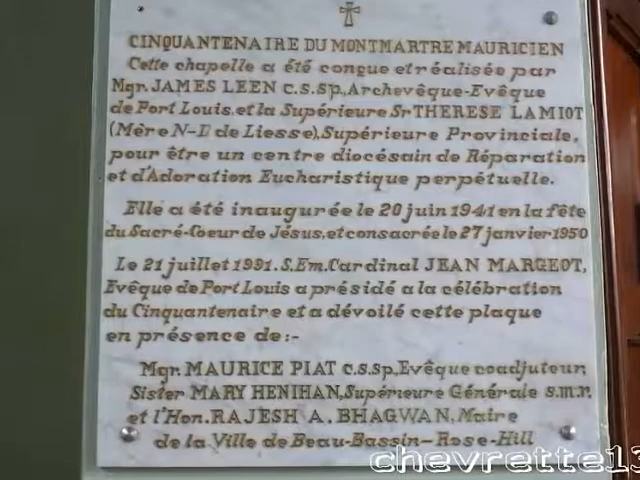 CINQUANTENAIRE DU MONTMARTRE MAURICIEN
Cette chapelle a été conçue et réalisée par
Mgr. JAMES LEEN C.S.Sp., Archevêque-Evêque
de Port Louis, et la Supérieure Sr THERESE LAMIOT
(Mère N-D de Liesse), Supérieure Provinciale,
pour être un centre diocésain de Réparation
et d'Adoration Eucharistique perpétuelle.
Elle a été inaugurée le 20 juin 1941 en la fête
du Sacré-Coeur de Jésus, et consacrée le 27 janvier 1950
Le 21 juillet 1991. S.Em. Cardinal JEAN MARGEOT,
Evêque de Port Louis a présidé a la célébration
du Cinquantenaire et a dévoilé cette plaque
en présence de:-
Mgr. MAURICE PIAT C.S.Sp., Evêque coadjuteur,
Sister MARY HENIHAN, Supérieure Générale S.M.R.
et l'Hon. RAJESH A. BHAGWAN, Maire
de la Ville de Beau-Bassin-Rose-Hill
chevrette13